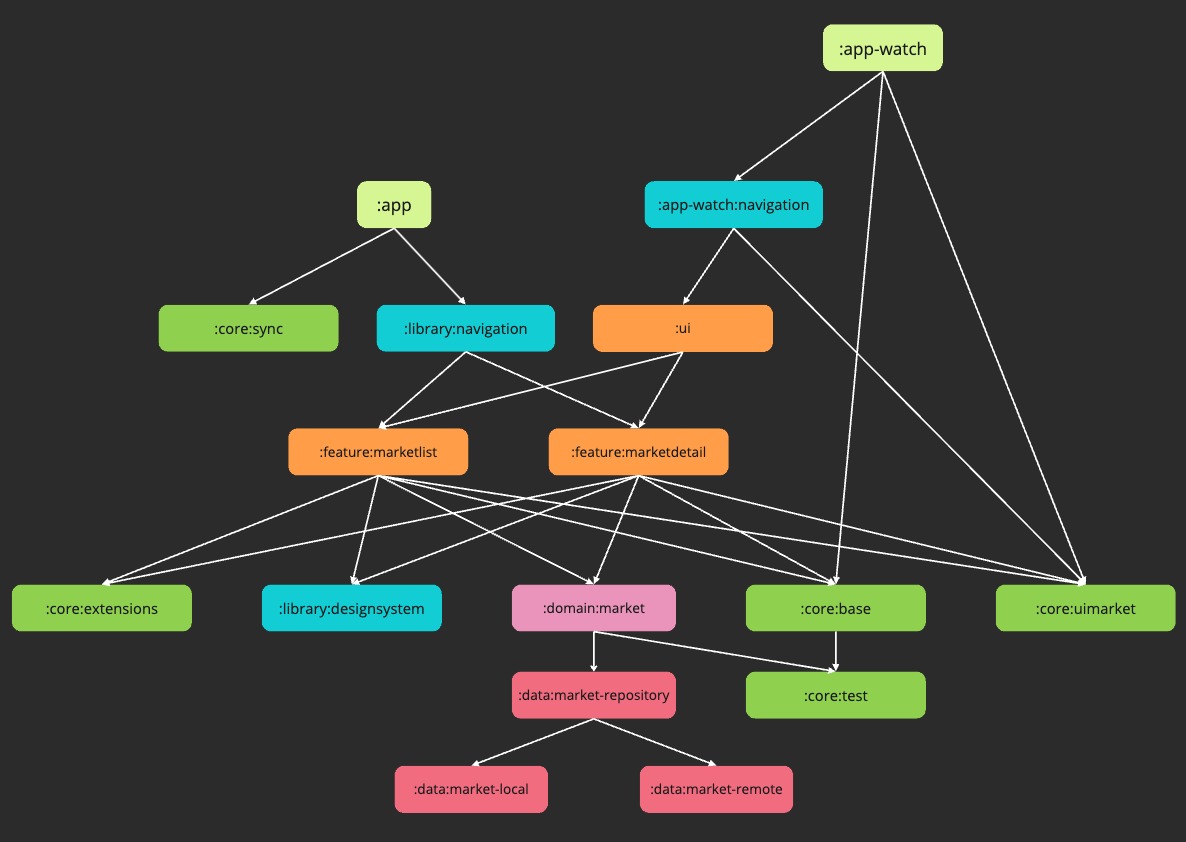 :app-watch
:app
:app-watch:navigation
:core:sync
:library:navigation
:ui
:feature:marketlist
:feature:marketdetail
:core:extensions
:library:designsystem
:domain:market
:core:base
:core:uimarket
:data:market-repository
:core:test
:data:market-local
:data:market-remote